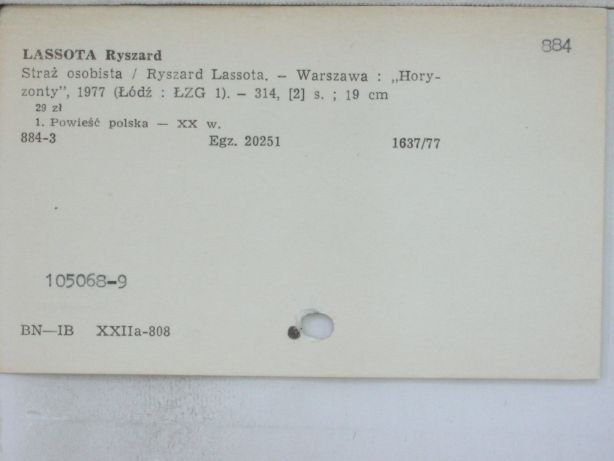 884
LASSOTA Ryszard
Straż osobista / Ryszard Lassota. — Warszawa : „Hory-
zonty", 1977 (Łódź : ŁZG 1). — 314, [2] s. ; 19 cm
29 zł
1. Powieść polska — XX w.
884-3 Egz. 20251 1637/77
105068-9
BN—IB XXIIa-808